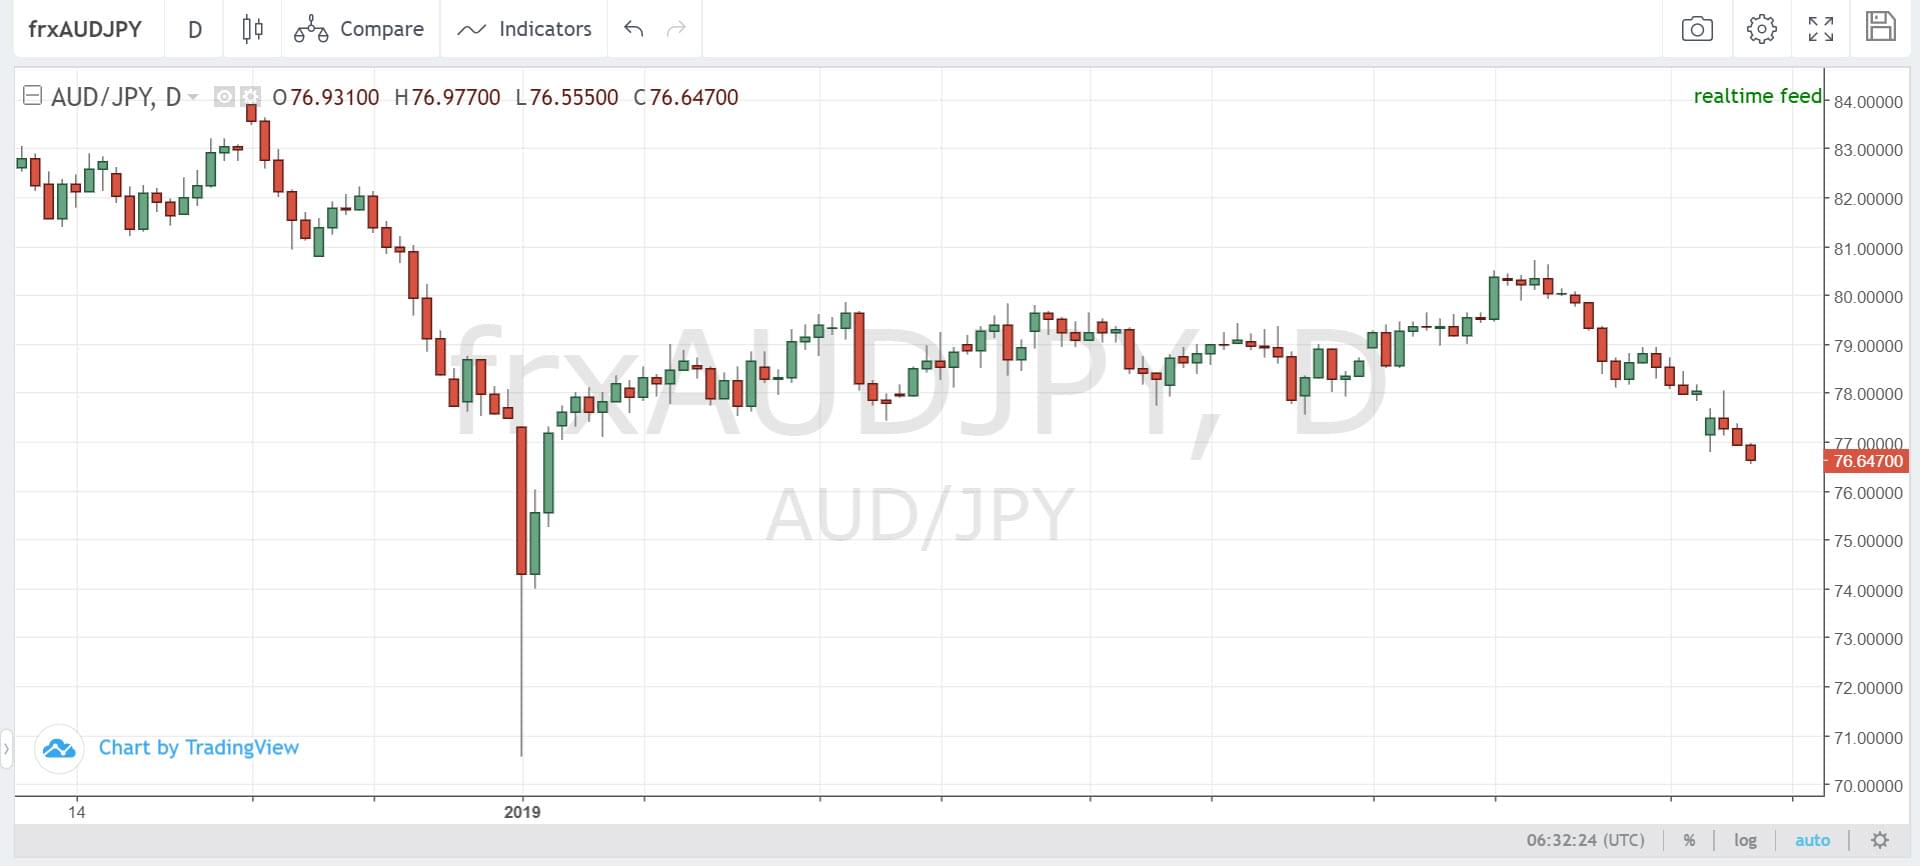 frxAUDJPY D Compare Indicators
AUD/JPY, D O76.93100 H76.97700 L76.55500 C76.64700
realtime feed
84.00000
83.00000
82.00000
81.00000
80.00000
79.00000
78.00000
77.00000
76.64700
76.00000
75.00000
74.00000
73.00000
72.00000
71.00000
70.00000
frxAUDJPY, D
AUD/JPY
Chart by TradingView
14 2019
06:32:24 (UTC) % log auto